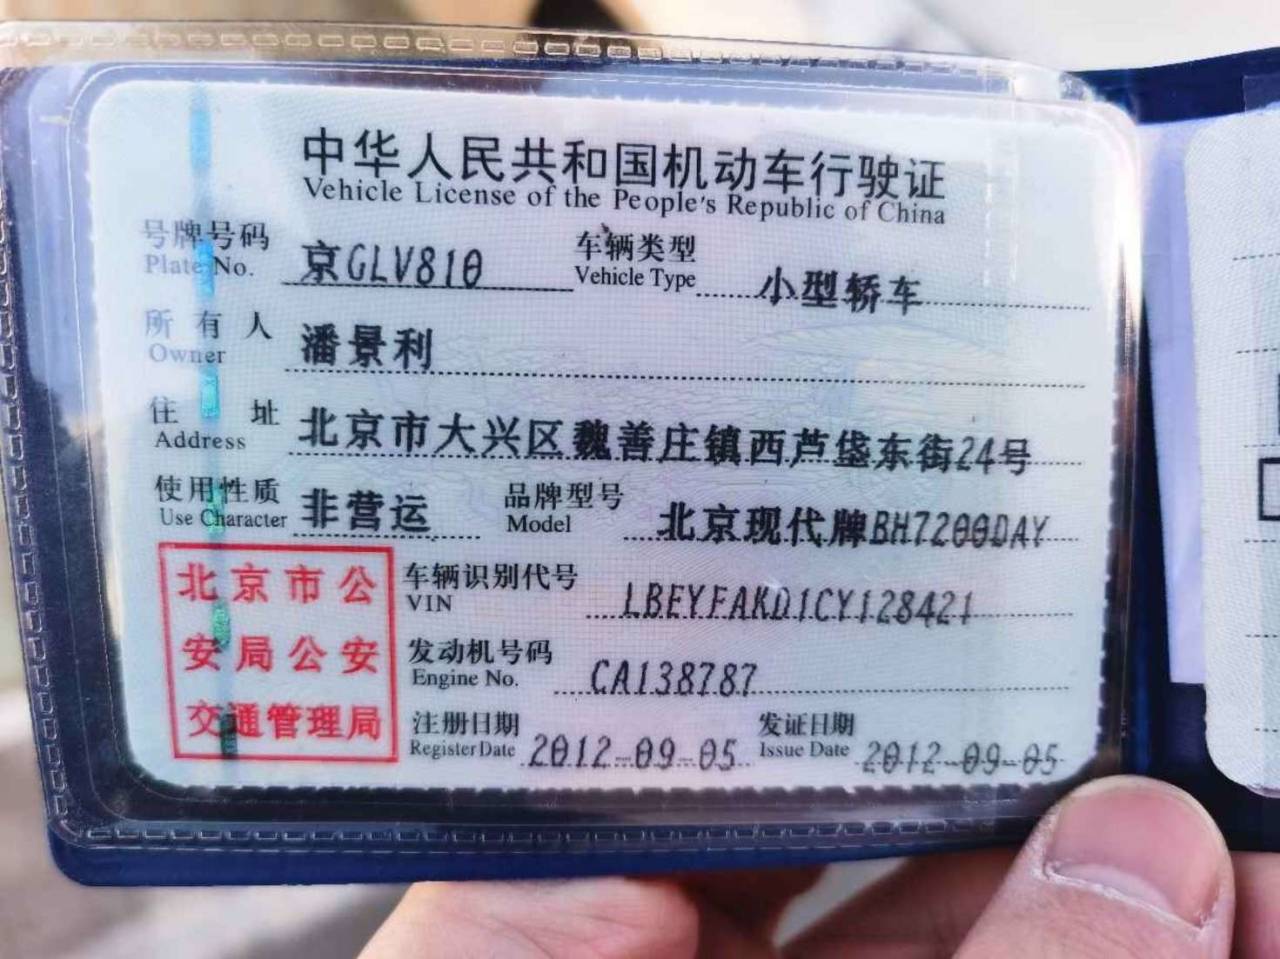 中华人民共和国机动车行驶证
Vehicle License of the People's Republic of China
号牌号码 京GLV810 车辆类型 小型轿车
Plate No. Vehicle Type
所有人 潘景利
Owner
住址 北京市大兴区魏善庄镇西芦垡东街24号
Address
使用性质 非营运 品牌型号 北京现代牌BH7200DAY
Use Character Model
北京市公
安局公安
交通管理局
车辆识别代号 LBEYFAKD1CY128421
VIN
发动机号码 CA138787
Engine No.
注册日期 2012-09-05 发证日期 2012-09-05
Register Date Issue Date